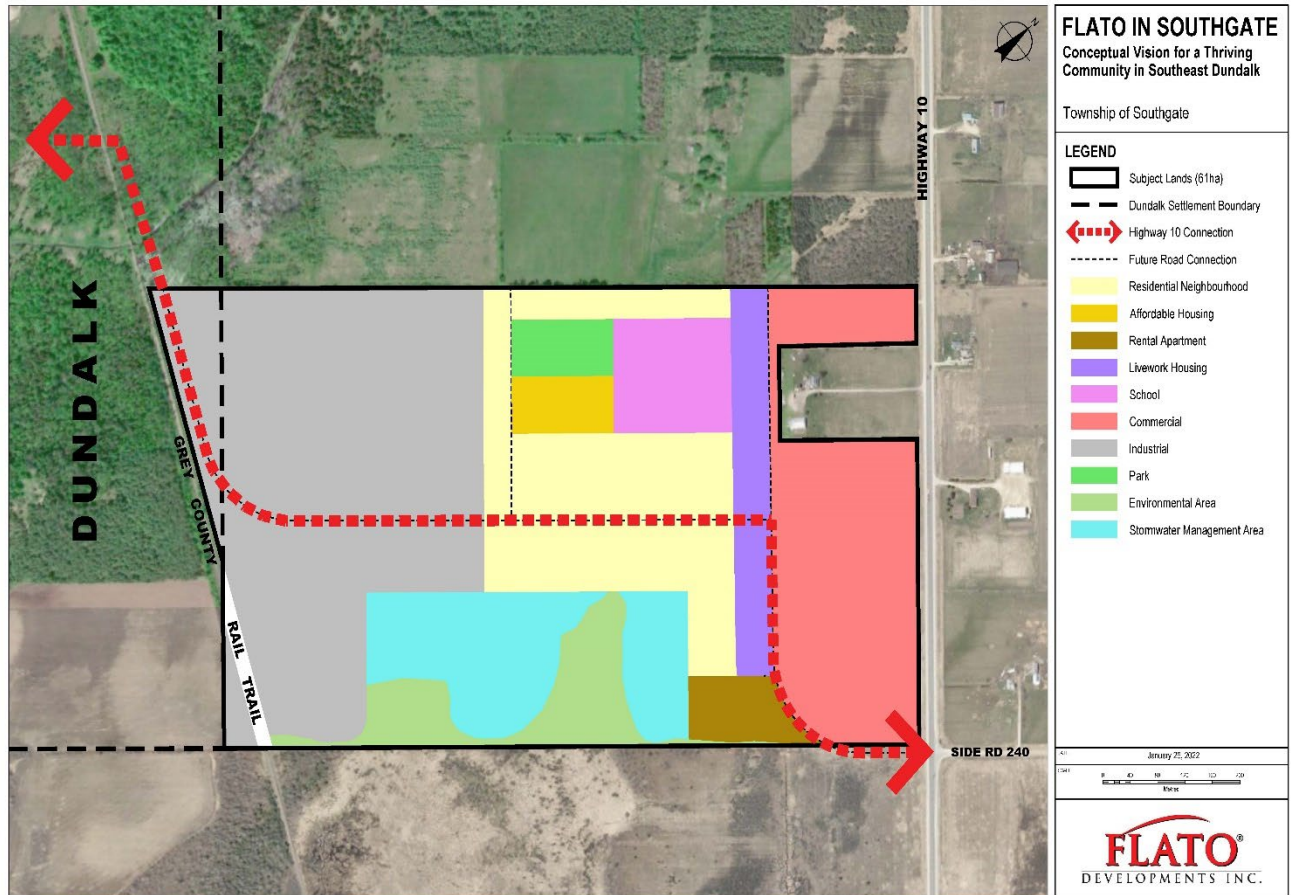 FLATO IN SOUTHGATE
Conceptual Vision for a Thriving
Community in Southeast Dundalk
Township of Southgate
LEGEND
Subject Lands (61ha)
Dundalk Settlement Boundary
Highway 10 Connection
Future Road Connection
Residential Neighbourhood
Affordable Housing
Rental Apartment
Livework Housing
School
Commercial
Industrial
Park
Environmental Area
Stormwater Management Area
HIGHWAY 10
DUNDALK
GREY COUNTY
RAIL TRAIL
SIDE RD 240
January 25, 2022
FLATO®
DEVELOPMENTS INC.